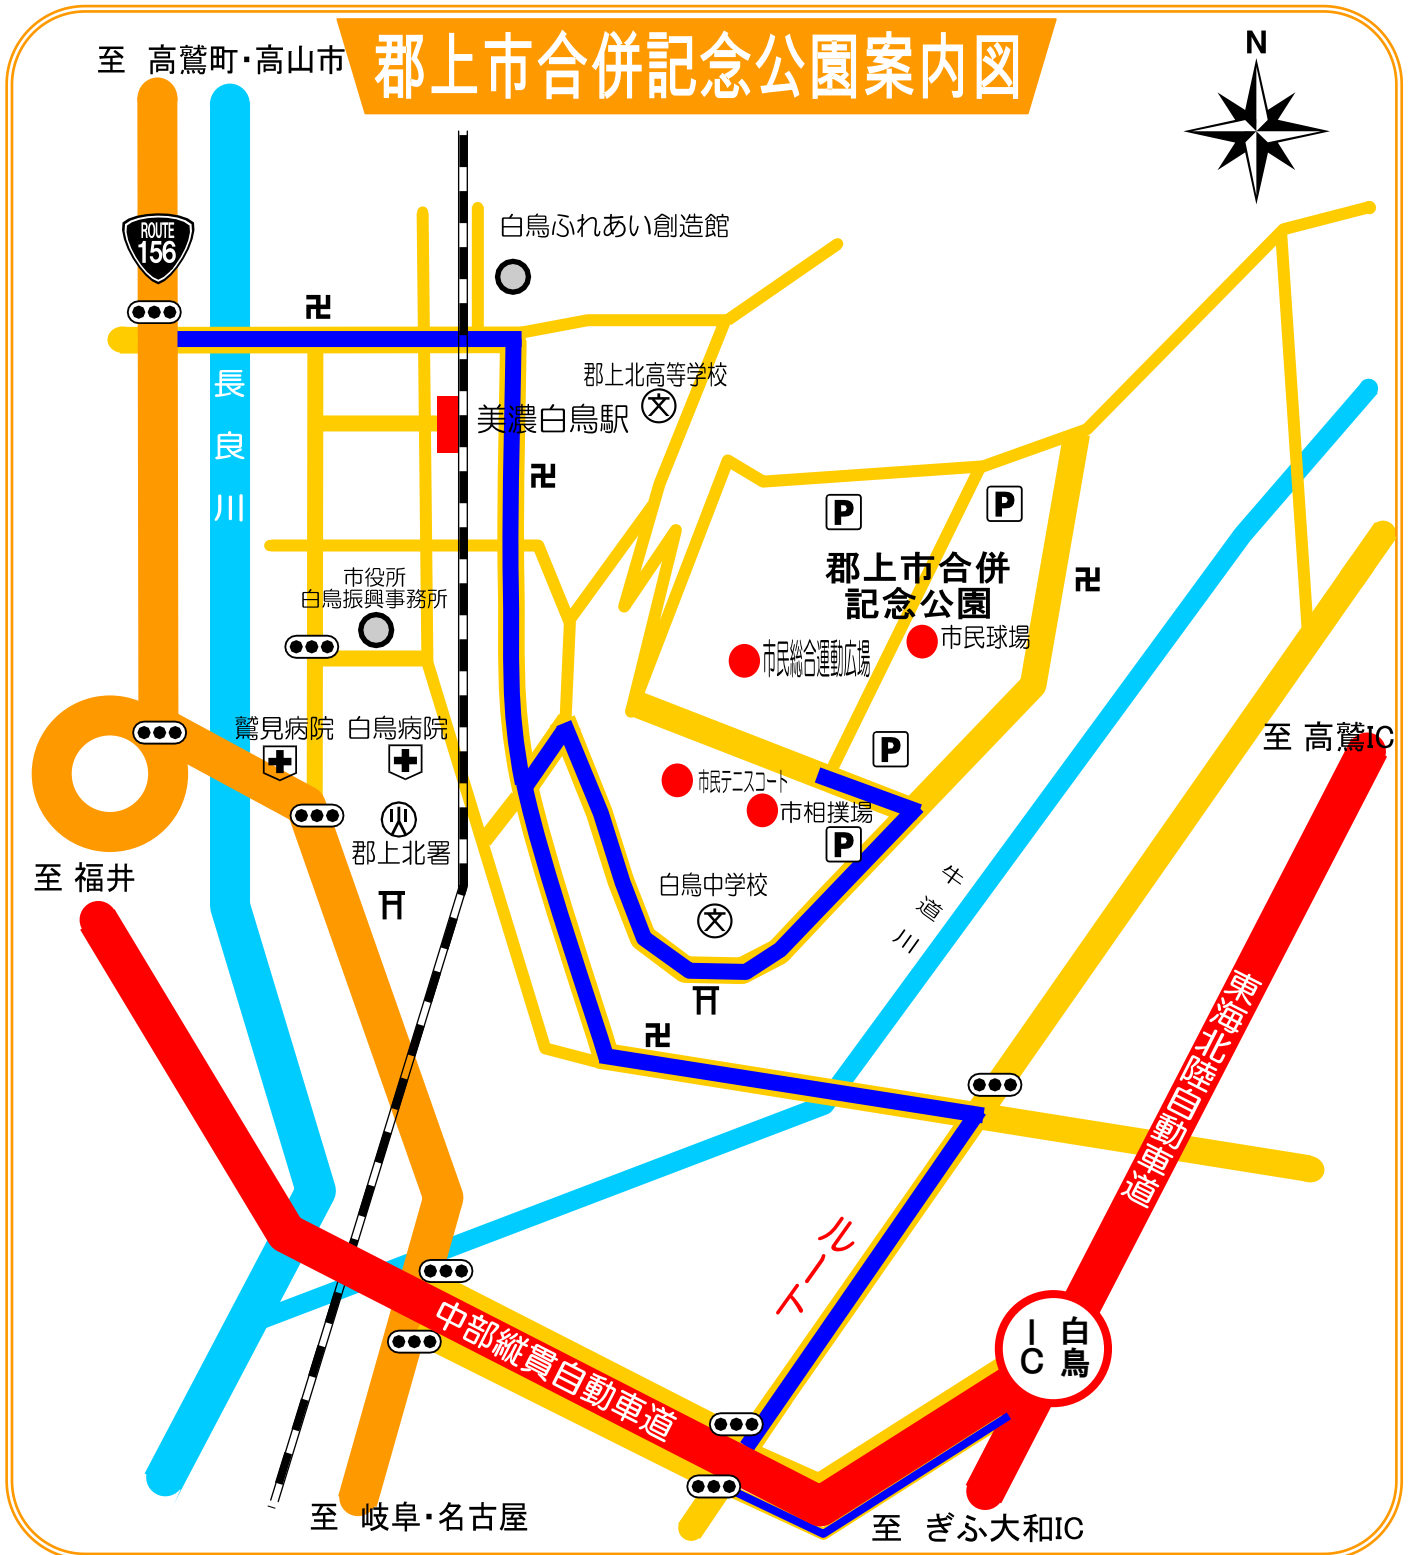 郡上市合併記念公園案内図
至 高鷲町・高山市
N
ROUTE
156
白鳥ふれあい創造館
長良川
郡上北高等学校
文
美濃白鳥駅
P
P
郡上市合併
記念公園
市役所
白鳥振興事務所
市民球場
市民総合運動広場
鷲見病院
白鳥病院
至 高鷲IC
P
市民テニスコート
市相撲場
P
郡上北署
至 福井
白鳥中学校
文
牛道川
東海北陸自動車道
ルート
中部縦貫自動車道
白鳥
IC
至 岐阜・名古屋
至 ぎふ大和IC